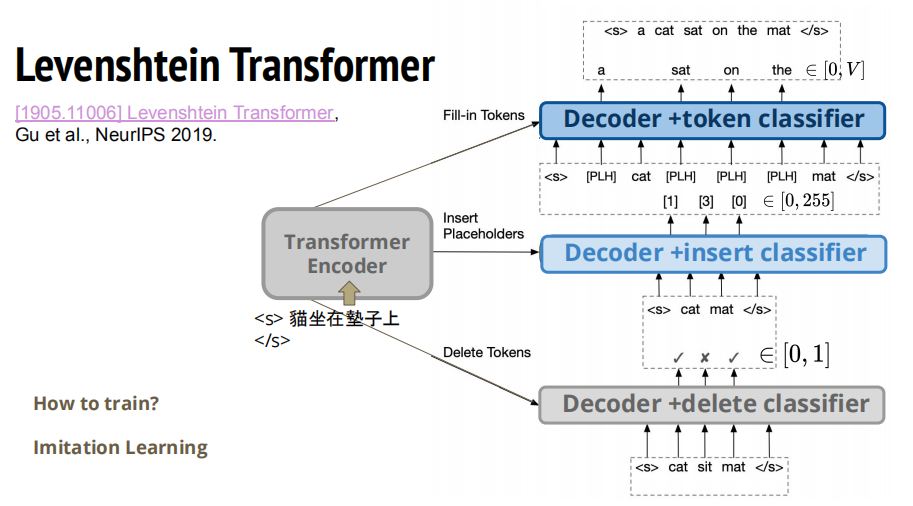 Levenshtein Transformer
[1905.11006] Levenshtein Transformer,
Gu et al., NeurIPS 2019.
<s> a cat sat on the mat </s>
a sat on the ∈ [0, V]
Fill-in Tokens
Decoder +token classifier
<s> [PLH] cat [PLH] [PLH] [PLH] mat </s>
[1] [3] [0] ∈ [0, 255]
Insert
Placeholders
Decoder +insert classifier
Transformer
Encoder
<s> 貓坐在墊子上
</s>
<s> cat mat </s>
Delete Tokens
✓ ✘ ✓ ∈ [0, 1]
Decoder +delete classifier
<s> cat sit mat </s>
How to train?
Imitation Learning